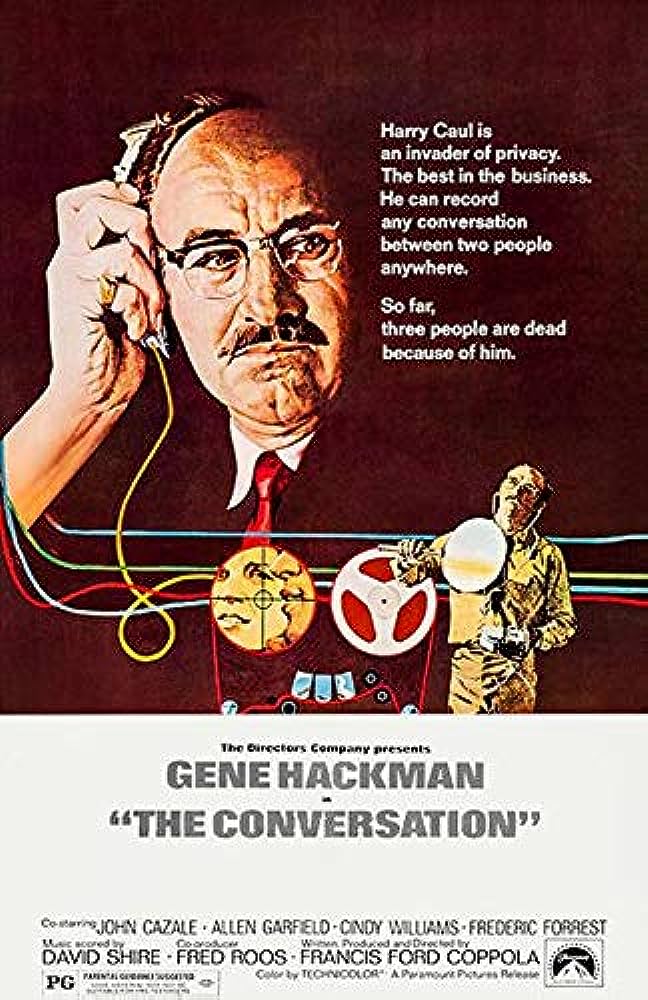 Harry Caul is
an invader of privacy.
The best in the business.
He can record
any conversation
between two people
anywhere.
So far,
three people are dead
because of him.
The Directors Company presents
GENE HACKMAN
in
“THE CONVERSATION”
Co-starring JOHN CAZALE · ALLEN GARFIELD · CINDY WILLIAMS · FREDERIC FORREST
Music scored by Co-producer Written, Produced and Directed by
DAVID SHIRE · FRED ROOS · FRANCIS FORD COPPOLA
PG PARENTAL GUIDANCE SUGGESTED Color by TECHNICOLOR® A Paramount Pictures Release